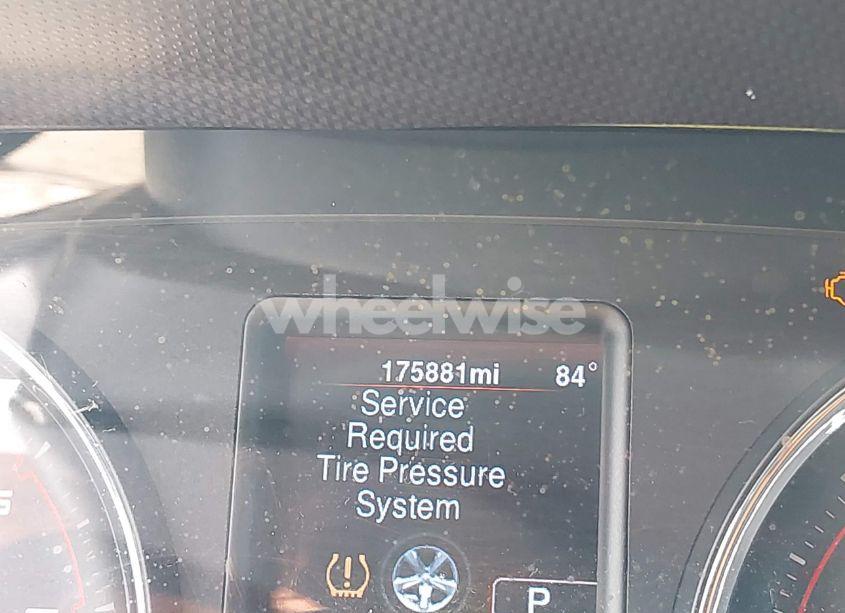 wheelwise
175881mi 84°
Service
Required
Tire Pressure
System
P